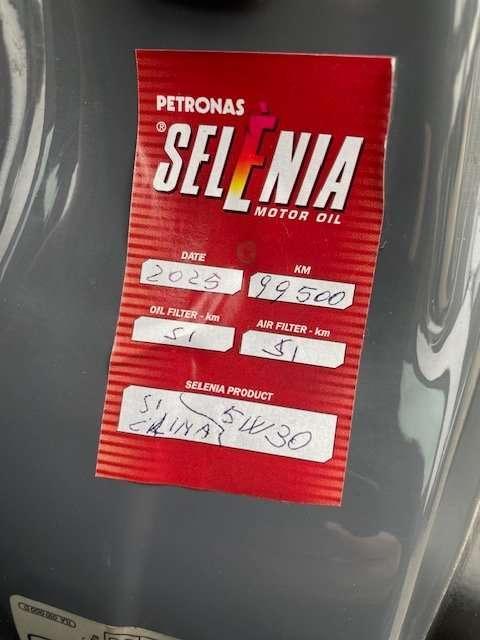 PETRONAS
® SELENIA
MOTOR OIL
DATE
KM
2025
99500
OIL FILTER - km
AIR FILTER - km
SI
SI
SELENIA PRODUCT
SI
5W30